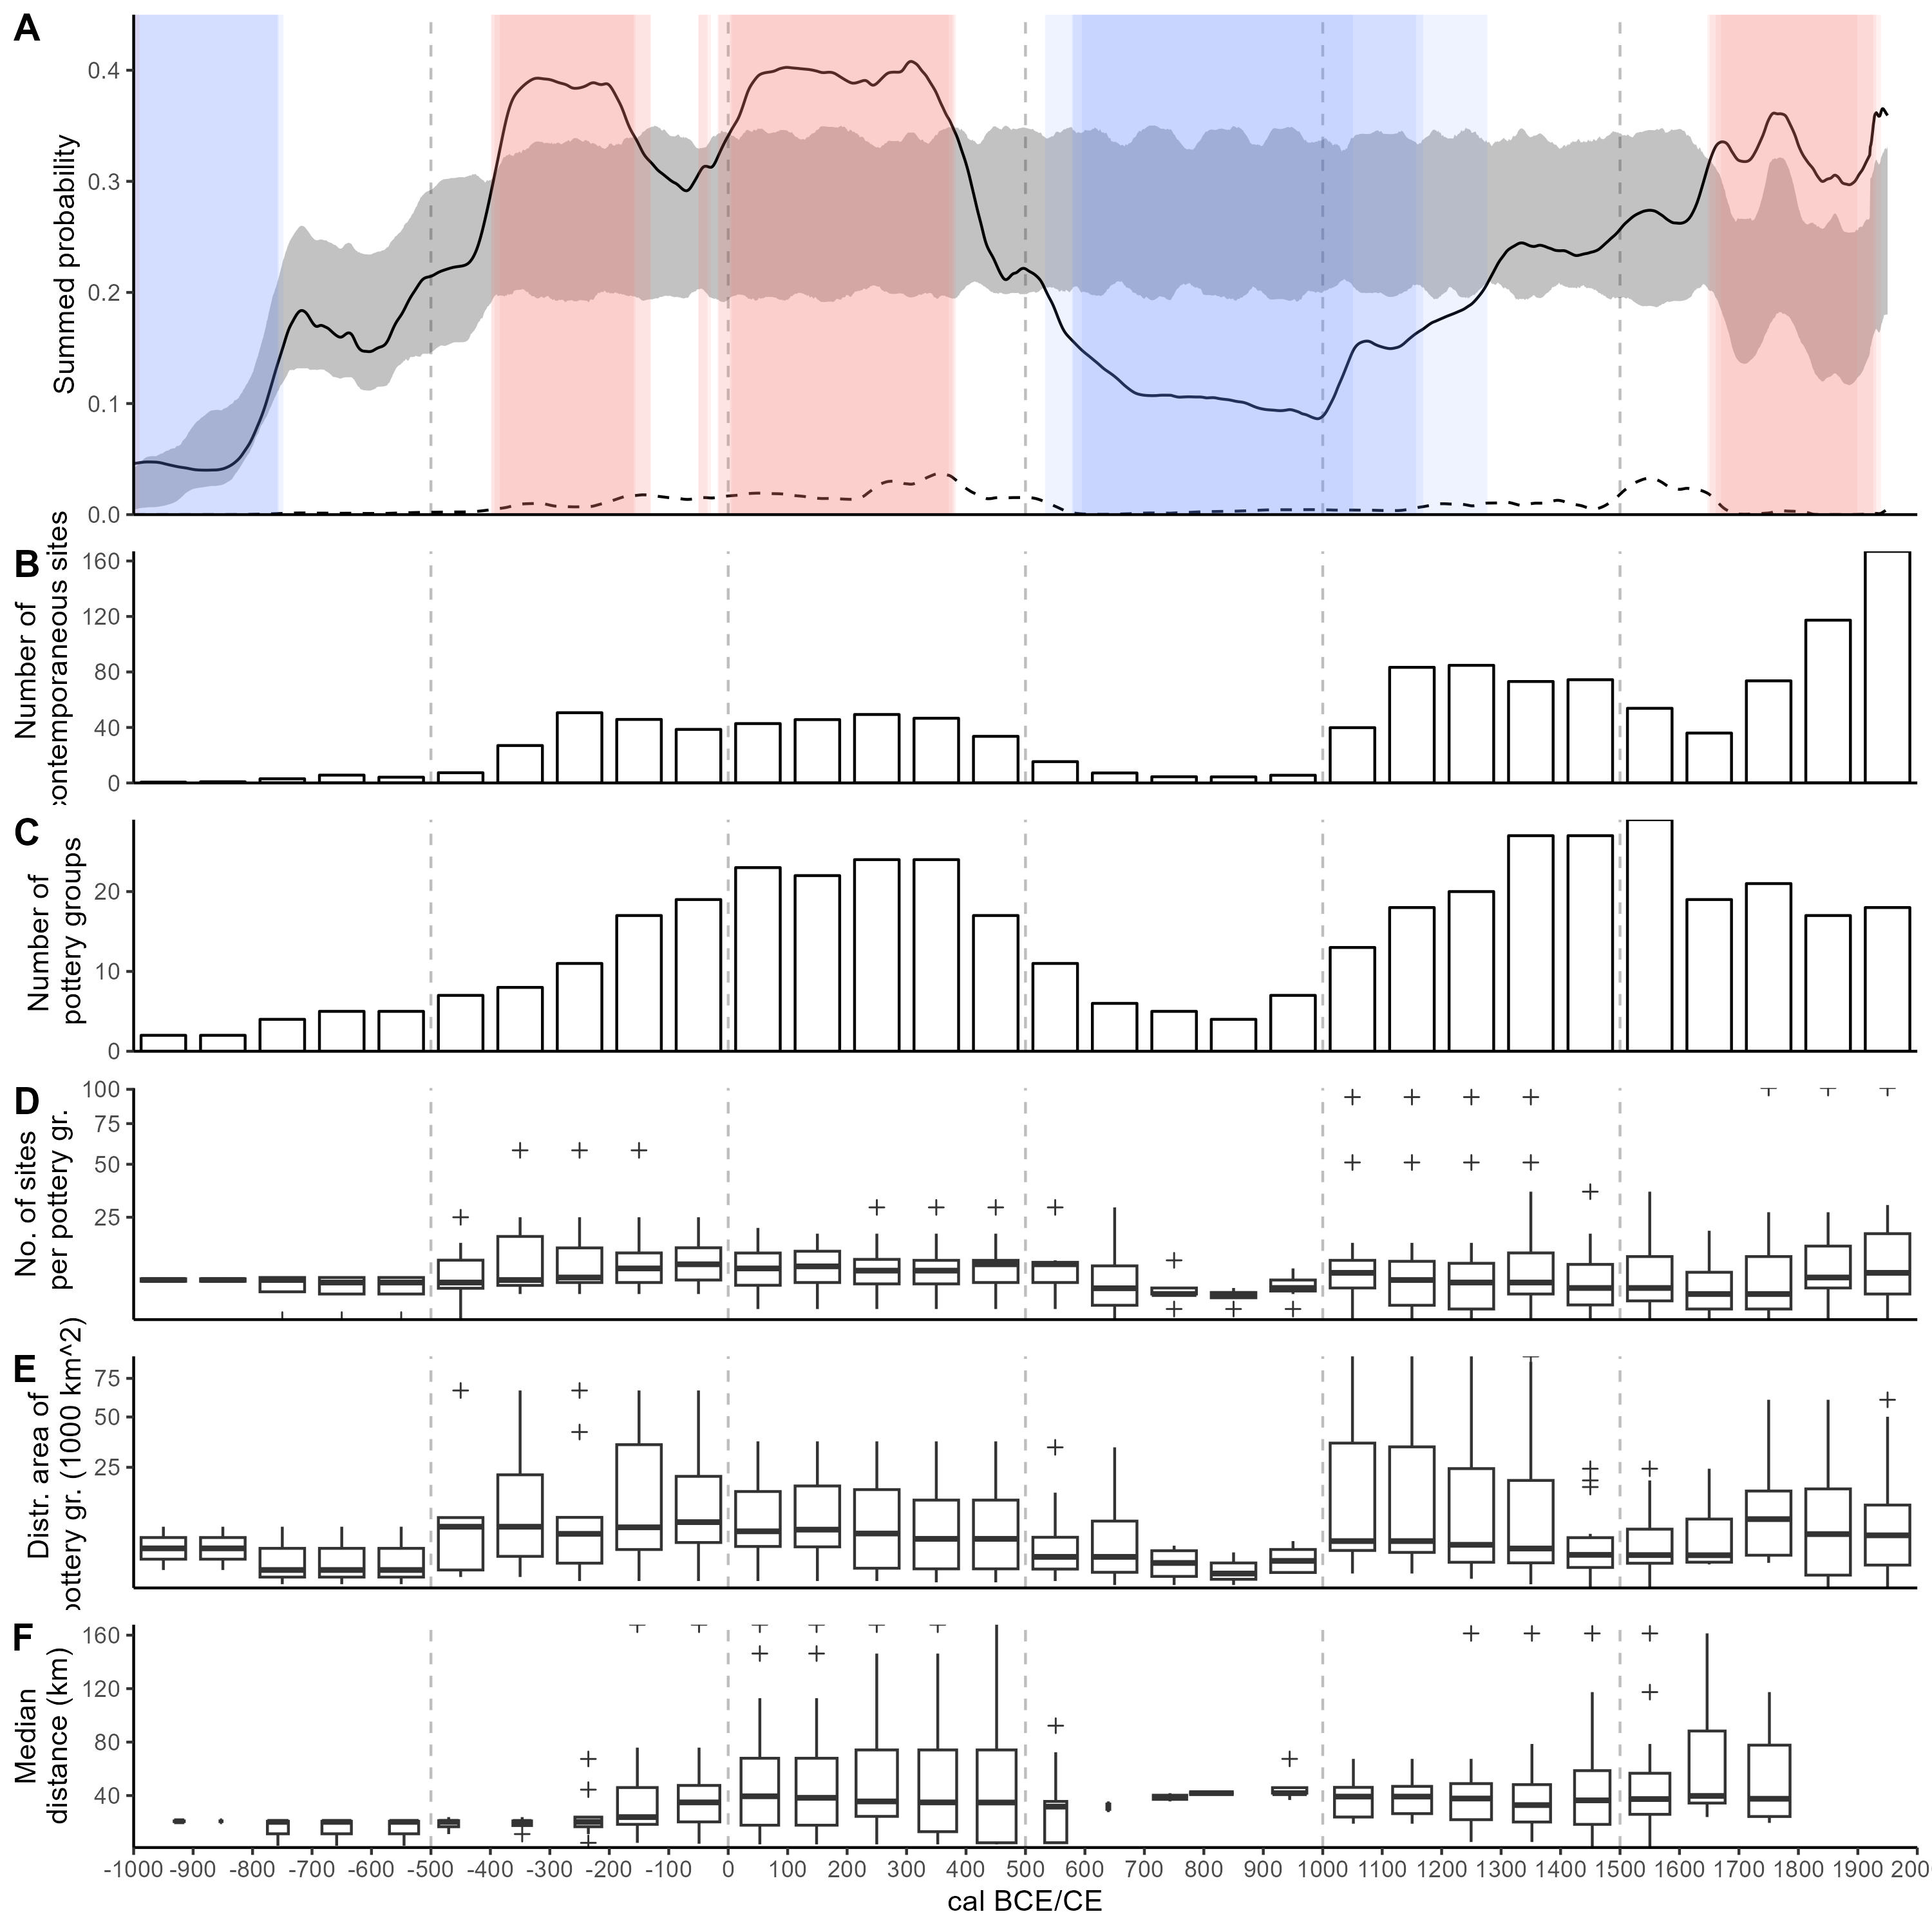 A
Summed probability
0.4
0.3
0.2
0.1
0.0
B
Number of
contemporaneous sites
160
120
80
40
0
C
Number of
pottery groups
20
10
0
D
No. of sites
per pottery gr.
100
75
50
25
E
Distr. area of
pottery gr. (1000 km^2)
75
50
25
F
Median
distance (km)
160
120
80
40
-1000 -900 -800 -700 -600 -500 -400 -300 -200 -100 0 100 200 300 400 500 600 700 800 900 1000 1100 1200 1300 1400 1500 1600 1700 1800 1900 200
cal BCE/CE